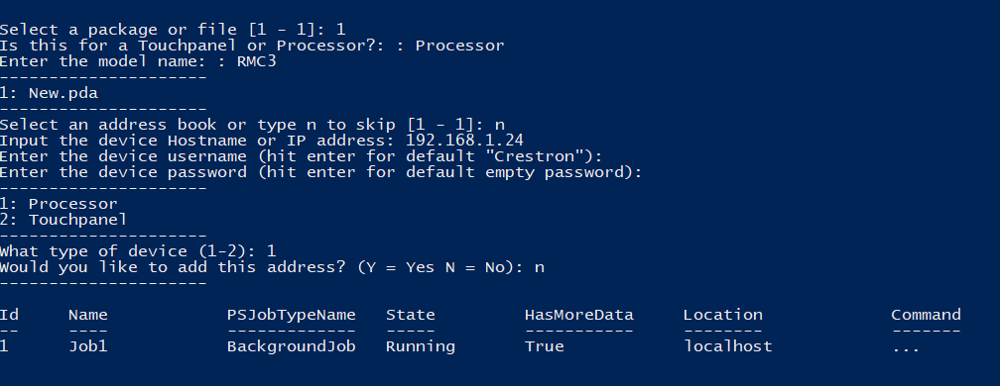 Select a package or file [1 - 1]: 1
Is this for a Touchpanel or Processor?: : Processor
Enter the model name: : RMC3
---------------------
1: New.pda
---------------------
Select an address book or type n to skip [1 - 1]: n
Input the device Hostname or IP address: 192.168.1.24
Enter the device username (hit enter for default "Crestron"):
Enter the device password (hit enter for default empty password):
---------------------
1: Processor
2: Touchpanel
---------------------
What type of device (1-2): 1
Would you like to add this address? (Y = Yes N = No): n
---------------------
Id     Name            PSJobTypeName   State         HasMoreData     Location             Command
--     ----            -------------   -----         -----------     --------             -------
1      Job1            BackgroundJob   Running       True            localhost            ...